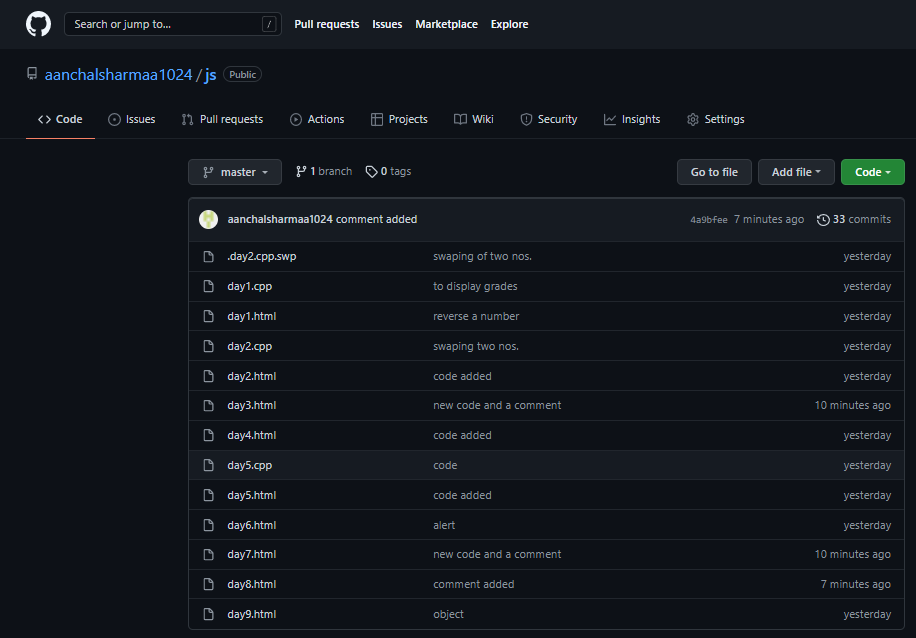 Search or jump to... / Pull requests Issues Marketplace Explore
aanchalsharmaa1024 / js Public
Code Issues Pull requests Actions Projects Wiki Security Insights Settings
master 1 branch 0 tags Go to file Add file Code
aanchalsharmaa1024 comment added 4a9bfee 7 minutes ago 33 commits
.day2.cpp.swp swaping of two nos. yesterday
day1.cpp to display grades yesterday
day1.html reverse a number yesterday
day2.cpp swaping two nos. yesterday
day2.html code added yesterday
day3.html new code and a comment 10 minutes ago
day4.html code added yesterday
day5.cpp code yesterday
day5.html code added yesterday
day6.html alert yesterday
day7.html new code and a comment 10 minutes ago
day8.html comment added 7 minutes ago
day9.html object yesterday